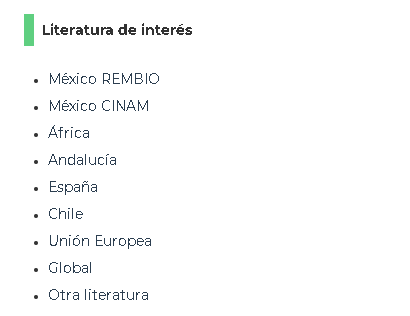 Literatura de interés
México REMBIO
México CINAM
África
Andalucía
España
Chile
Unión Europea
Global
Otra literatura